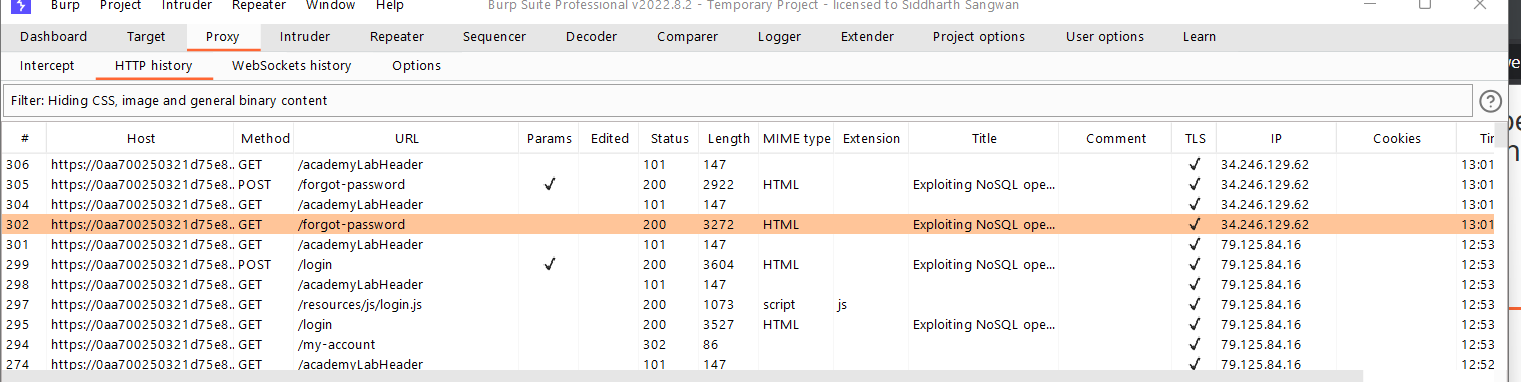 Burp Project Intruder Repeater Window Help Burp Suite Professional v2022.8.2 - Temporary Project - licensed to Siddharth Sangwan
Dashboard Target Proxy Intruder Repeater Sequencer Decoder Comparer Logger Extender Project options User options Learn
Intercept HTTP history WebSockets history Options
Filter: Hiding CSS, image and general binary content ?
# Host Method URL Params Edited Status Length MIME type Extension Title Comment TLS IP Cookies
306 https://0aa700250321d75e8.. GET /academyLabHeader 101 147 ✓ 34.246.129.62 13:01
305 https://0aa700250321d75e8.. POST /forgot-password ✓ 200 2922 HTML Exploiting NoSQL ope... ✓ 34.246.129.62 13:01
304 https://0aa700250321d75e8.. GET /academyLabHeader 101 147 ✓ 34.246.129.62 13:01
302 https://0aa700250321d75e8.. GET /forgot-password 200 3272 HTML Exploiting NoSQL ope... ✓ 34.246.129.62 13:01
301 https://0aa700250321d75e8.. GET /academyLabHeader 101 147 ✓ 79.125.84.16 12:53
299 https://0aa700250321d75e8.. POST /login ✓ 200 3604 HTML Exploiting NoSQL ope... ✓ 79.125.84.16 12:53
298 https://0aa700250321d75e8.. GET /academyLabHeader 101 147 ✓ 79.125.84.16 12:53
297 https://0aa700250321d75e8.. GET /resources/js/login.js 200 1073 script js ✓ 79.125.84.16 12:53
295 https://0aa700250321d75e8.. GET /login 200 3527 HTML Exploiting NoSQL ope... ✓ 79.125.84.16 12:53
294 https://0aa700250321d75e8.. GET /my-account 302 86 ✓ 79.125.84.16 12:53
274 https://0aa700250321d75e8.. GET /academyLabHeader 101 147 ✓ 79.125.84.16 12:52